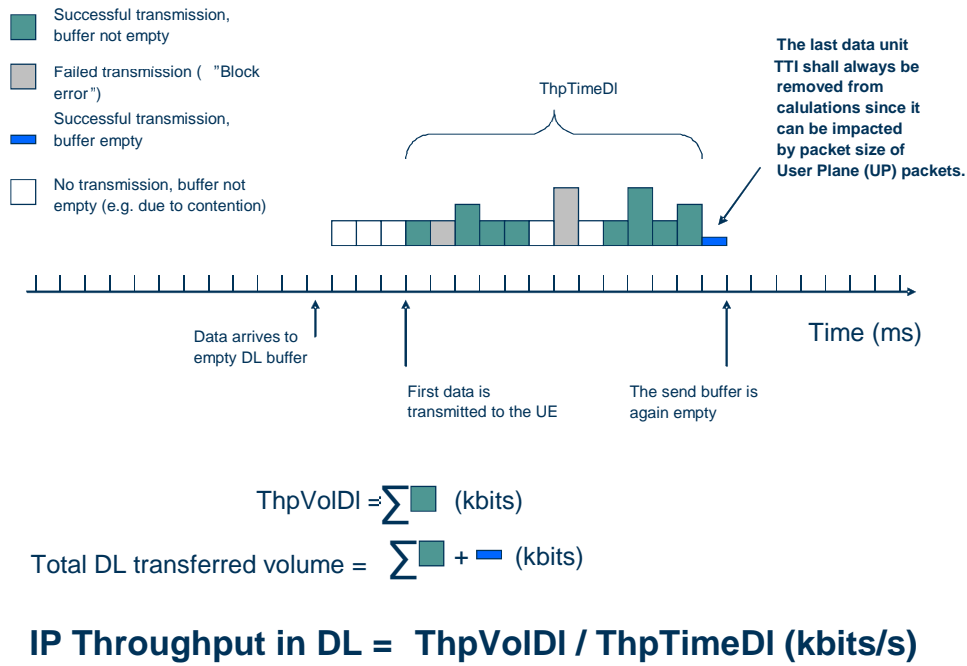 Successful transmission,
buffer not empty
Failed transmission ( "Block
error")
Successful transmission,
buffer empty
No transmission, buffer not
empty (e.g. due to contention)
ThpTimeDl
The last data unit
TTI shall always be
removed from
calulations since it
can be impacted
by packet size of
User Plane (UP) packets.
Data arrives to
empty DL buffer
First data is
transmitted to the UE
The send buffer is
again empty
Time (ms)
ThpVolDl = ∑ (kbits)
Total DL transferred volume = ∑ + (kbits)
IP Throughput in DL = ThpVolDl / ThpTimeDl (kbits/s)